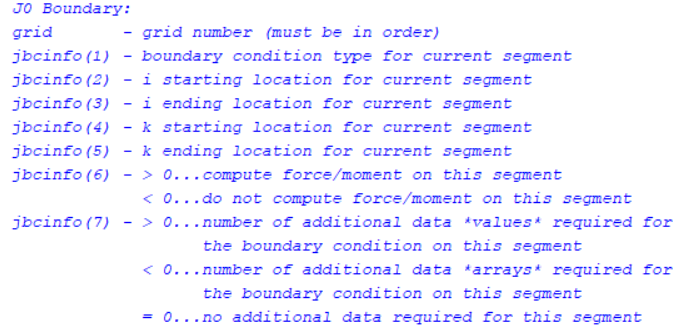 J0 Boundary:
grid - grid number (must be in order)
jbcinfo(1) - boundary condition type for current segment
jbcinfo(2) - i starting location for current segment
jbcinfo(3) - i ending location for current segment
jbcinfo(4) - k starting location for current segment
jbcinfo(5) - k ending location for current segment
jbcinfo(6) - > 0...compute force/moment on this segment
< 0...do not compute force/moment on this segment
jbcinfo(7) - > 0...number of additional data *values* required for
the boundary condition on this segment
< 0...number of additional data *arrays* required for
the boundary condition on this segment
= 0...no additional data required for this segment